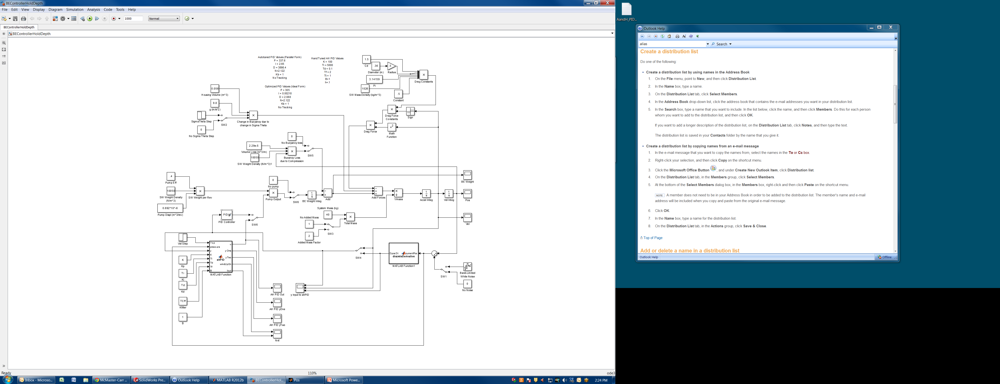 BEControllerHoldDepth
File Edit View Display Diagram Simulation Analysis Code Tools Help
1000 Normal
BEControllerHoldDepth
BEControllerHoldDepth
Autotuned PID Values (Parallel Form)
P = 337.6
I = 2.65
D = 3898.4
N=2.122
Kb = 1
No Tracking
Hand Tuned AH PID Values
K = 100
Ti = 5000
Td = 0.1
Tf = 2
Tt = 1
B=1
h=.1
Optimized PID Values (Ideal Form)
P = 305
I = 0.00218
D = 2.088
N=2.122
Kb = 1
No Tracking
1.5
Cd
.36
Diameter (m)
.5
Radius
3.14159
Pi
1026
SW Mass Density (kg/m^3)
.5
Constant
×
Drag Constants
0.056
Housing Volume (m^3)
9.8
g (m/s^2)
SigmaTheta Step
0
No Sigma Theta Step
SW2
×
Change in Buoyancy due to
change in Sigma Theta
×
Drag Force
Constants
Sign
×
Drag Force
u²
Math
Function
0
No Buoyancy loss
2.29e-5
Volume Loss (m^3/m)
10050
SW Weight Density (N/m^3)1
×
Buoancy Loss
due to Compression
SW5
.4
Pump Eff
10050
SW Weight Density
(N/m^3)
0.692*10^-6
Pump Displ (m^3/rev)
×
SW Weight per Rev
0
No pump
×
Pump Output
SW6
1
s
BE Weight Integ
Add
Add Forces
×
÷
1/mass
1
s
Accel Integ
1
s
Vel Integ
BE Weight
Pos
Vel
PID Controller
SW6
System Mass (kg)
40
No Added Mass
1
2
Added Mass Factor
SW3
×
Total Mass
Vel Step
Ysp
pressure
y
K
Ti
Td
Tf
B
ahPID
u
yOne
yTwo
windUpOn
Iout
MATLAB Function
K
Kp
Ti
Ki
Td
Kd
TCff
Kfilter
1
B
SW4
DposDt currentPos
discreteDerivative
MATLAB Function1
SW1
Band-Limited
White Noise
0
No Noise
AH PID Out
y input to ahPID
AH PID yOne
AH PID yTwo
Iout
Ready 110% ode3
Inbox - Microso... McMaster-Carr ... SolidWorks Pre... Outlook Help MATLAB R2012b BEControllerHol... Pos Microsoft Powe... 2:24 PM
AandH_PID...
Outlook Help
alias Search
Create a distribution list
Do one of the following:
Create a distribution list by using names in the Address Book
1. On the File menu, point to New, and then click Distribution List.
2. In the Name box, type a name.
3. On the Distribution List tab, click Select Members.
4. In the Address Book drop-down list, click the address book that contains the e-mail addresses you want in your distribution list.
5. In the Search box, type a name that you want to include. In the list below, click the name, and then click Members. Do this for each person
whom you want to add to the distribution list, and then click OK.
If you want to add a longer description of the distribution list, on the Distribution List tab, click Notes, and then type the text.
The distribution list is saved in your Contacts folder by the name that you give it.
Create a distribution list by copying names from an e-mail message
1. In the e-mail message that you want to copy the names from, select the names in the To or Cc box.
2. Right-click your selection, and then click Copy on the shortcut menu.
3. Click the Microsoft Office Button , and under Create New Outlook Item, click Distribution list.
4. On the Distribution List tab, in the Members group, click Select Members.
5. At the bottom of the Select Members dialog box, in the Members box, right-click and then click Paste on the shortcut menu.
NOTE A member does not need to be in your Address Book in order to be added to the distribution list. The member's name and e-mail
address will be included when you copy and paste from the original e-mail message.
6. Click OK.
7. In the Name box, type a name for the distribution list.
8. On the Distribution List tab, in the Actions group, click Save & Close.
Top of Page
Add or delete a name in a distribution list
Outlook Help Offline